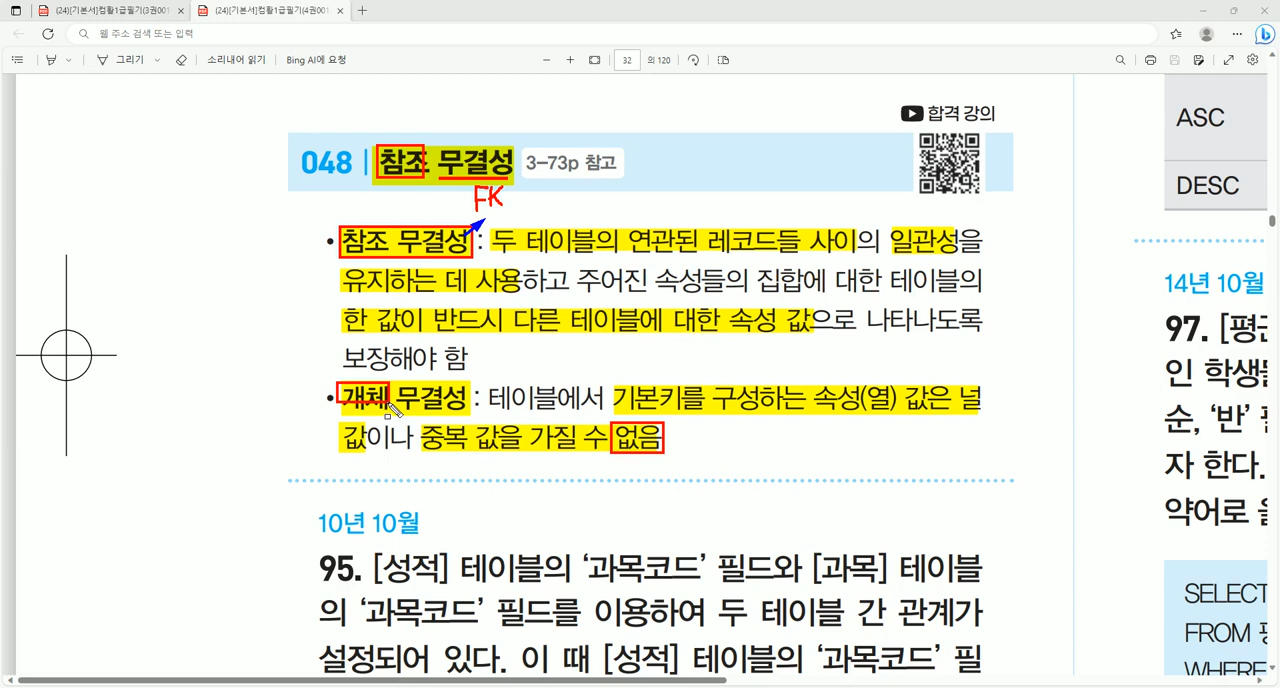 (24)[기본서]컴활1급필기(3권001
(24)[기본서]컴활1급필기(4권001.
웹 주소 검색 또는 입력
그리기
소리내어 읽기
Bing AI에 요청
32
의 120
합격 강의
048 참조 무결성 3-73p 참고
FK
• 참조 무결성 : 두 테이블의 연관된 레코드들 사이의 일관성을
유지하는 데 사용하고 주어진 속성들의 집합에 대한 테이블의
한 값이 반드시 다른 테이블에 대한 속성 값으로 나타나도록
보장해야 함
• 개체 무결성 : 테이블에서 기본키를 구성하는 속성(열) 값은 널
값이나 중복 값을 가질 수 없음
10년 10월
95. [성적] 테이블의 ‘과목코드’ 필드와 [과목] 테이블
의 ‘과목코드’ 필드를 이용하여 두 테이블 간 관계가
설정되어 있다. 이 때 [성적] 테이블의 ‘과목코드’ 필
ASC
DESC
14년 10월
97. [평균
인 학생들
순, ‘반’
자 한다.
약어로
SELECT
FROM
WHERE